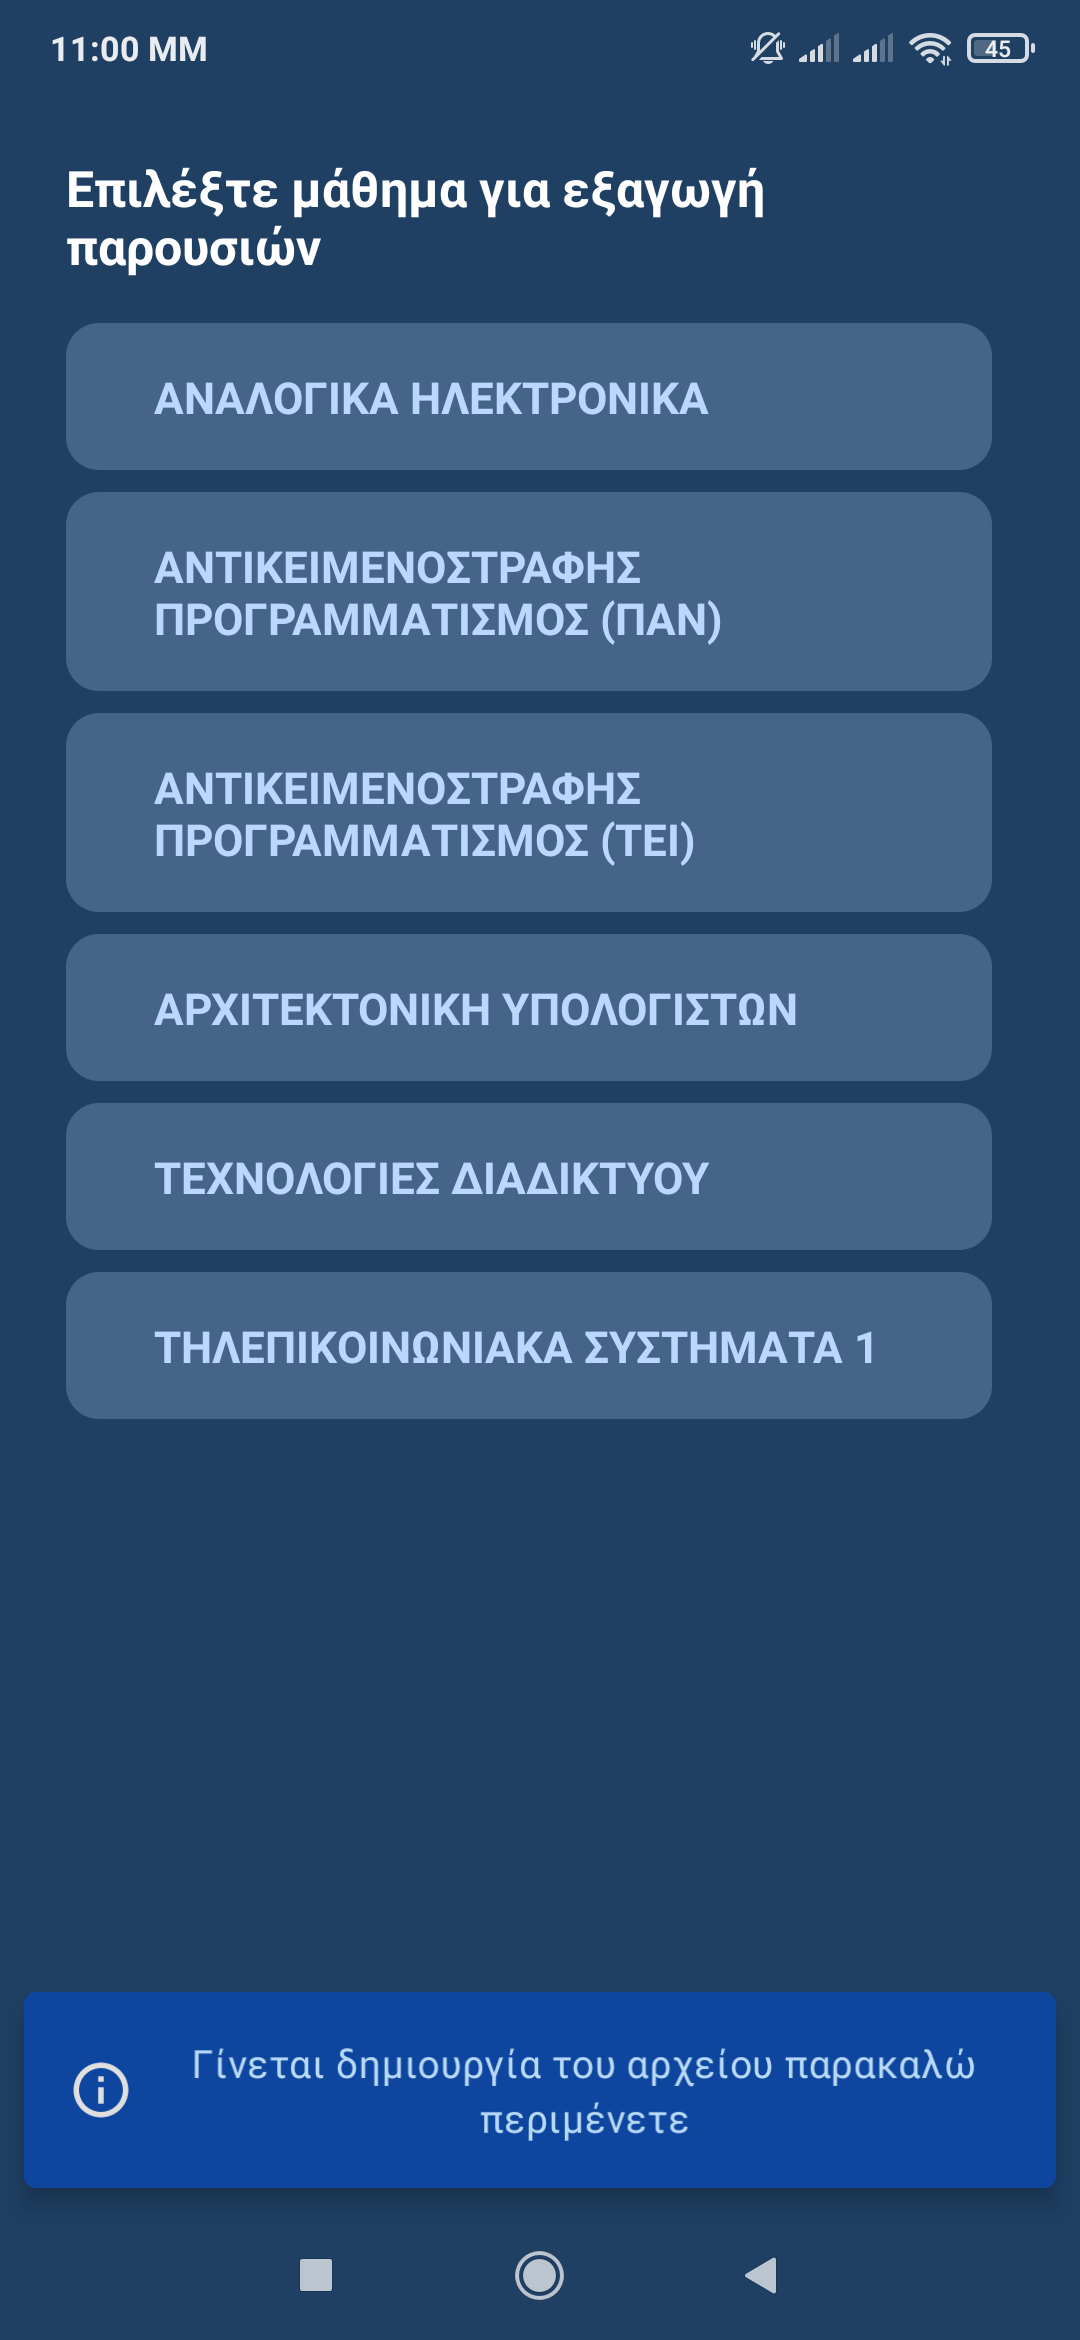 11:00 ΜΜ
45
Επιλέξτε μάθημα για εξαγωγή
παρουσιών
ΑΝΑΛΟΓΙΚΑ ΗΛΕΚΤΡΟΝΙΚΑ
ΑΝΤΙΚΕΙΜΕΝΟΣΤΡΑΦΗΣ
ΠΡΟΓΡΑΜΜΑΤΙΣΜΟΣ (ΠΑΝ)
ΑΝΤΙΚΕΙΜΕΝΟΣΤΡΑΦΗΣ
ΠΡΟΓΡΑΜΜΑΤΙΣΜΟΣ (ΤΕΙ)
ΑΡΧΙΤΕΚΤΟΝΙΚΗ ΥΠΟΛΟΓΙΣΤΩΝ
ΤΕΧΝΟΛΟΓΙΕΣ ΔΙΑΔΙΚΤΥΟΥ
ΤΗΛΕΠΙΚΟΙΝΩΝΙΑΚΑ ΣΥΣΤΗΜΑΤΑ 1
Γίνεται δημιουργία του αρχείου παρακαλώ
περιμένετε